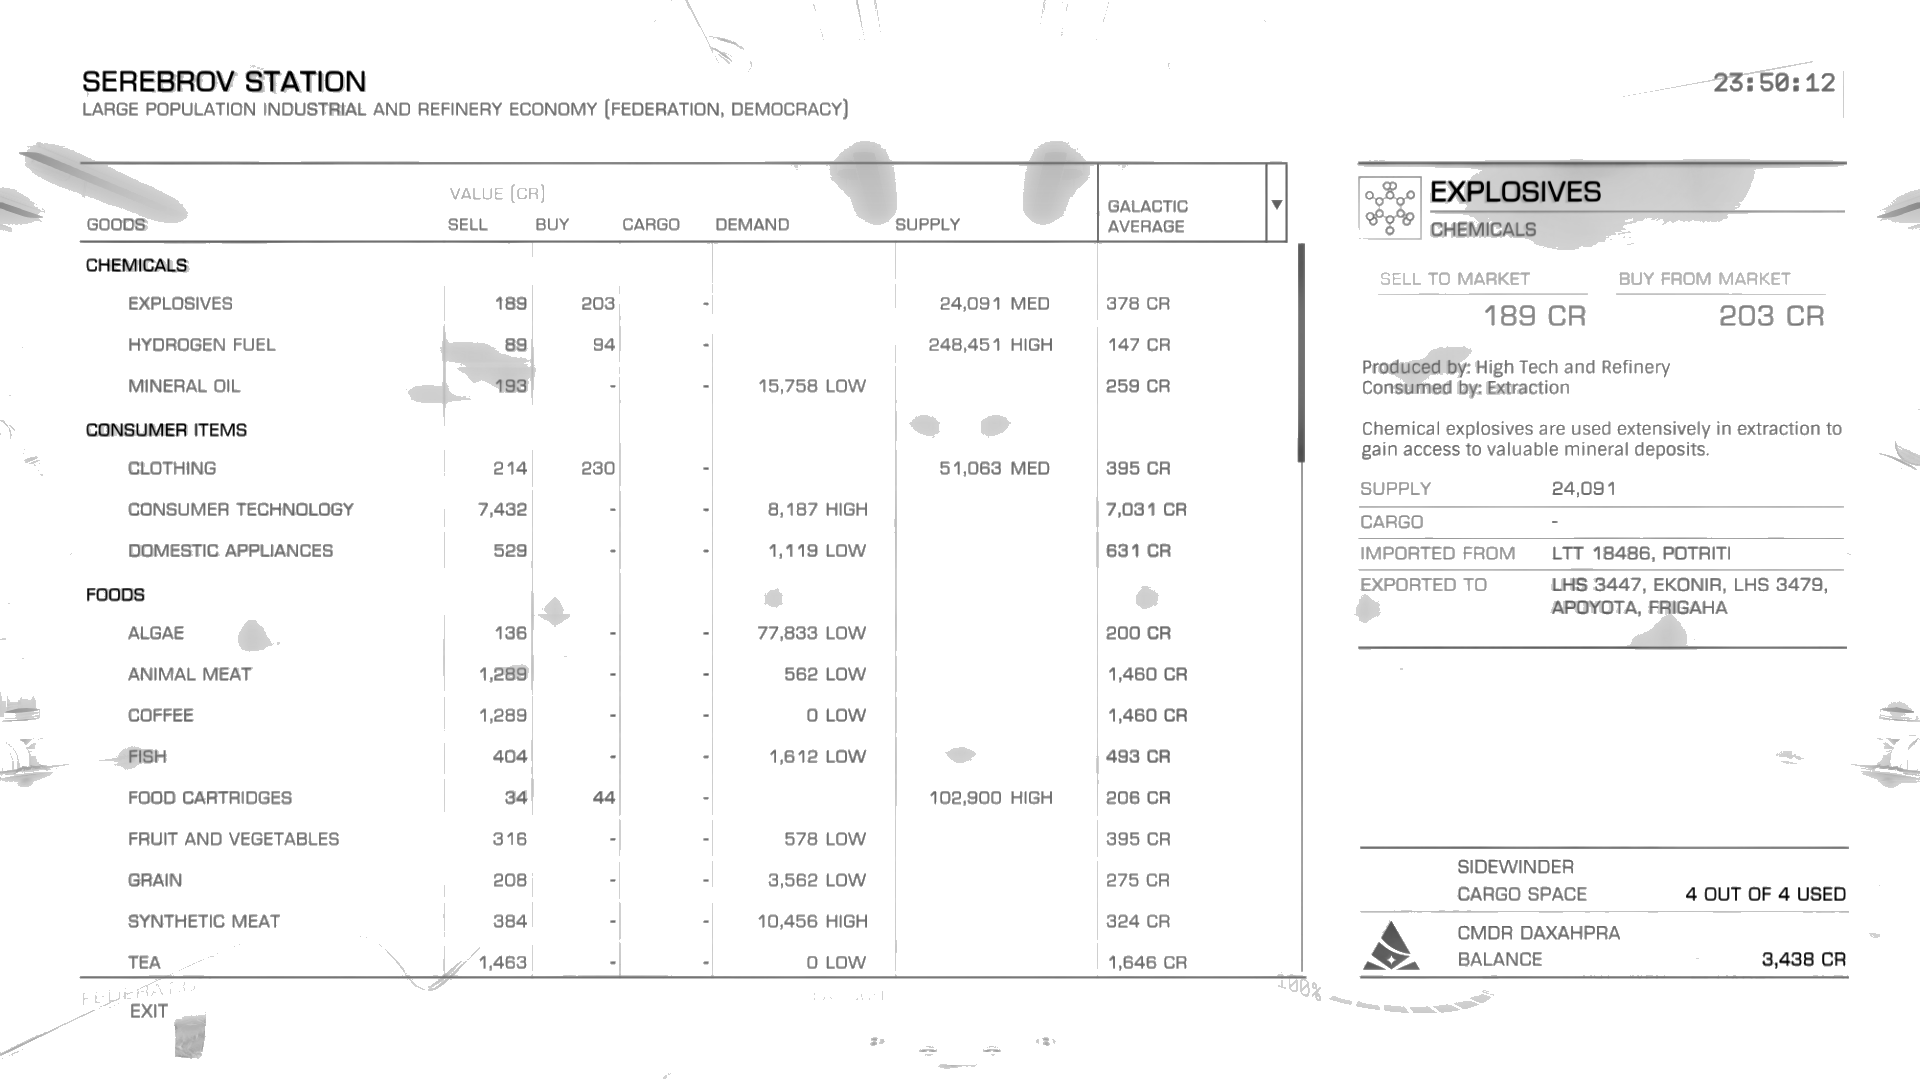 SEREBROV STATION
LARGE POPULATION INDUSTRIAL AND REFINERY ECONOMY (FEDERATION, DEMOCRACY)
23:50:12
VALUE (CR)
GOODS SELL BUY CARGO DEMAND SUPPLY GALACTIC AVERAGE
CHEMICALS
EXPLOSIVES 189 203 - 24,091 MED 378 CR
HYDROGEN FUEL 89 94 - 248,451 HIGH 147 CR
MINERAL OIL 193 - - 15,758 LOW 259 CR
CONSUMER ITEMS
CLOTHING 214 230 - 51,063 MED 395 CR
CONSUMER TECHNOLOGY 7,432 - - 8,187 HIGH 7,031 CR
DOMESTIC APPLIANCES 529 - - 1,119 LOW 631 CR
FOODS
ALGAE 136 - - 77,833 LOW 200 CR
ANIMAL MEAT 1,289 - - 562 LOW 1,460 CR
COFFEE 1,289 - - 0 LOW 1,460 CR
FISH 404 - - 1,612 LOW 493 CR
FOOD CARTRIDGES 34 44 - 102,900 HIGH 206 CR
FRUIT AND VEGETABLES 316 - - 578 LOW 395 CR
GRAIN 208 - - 3,562 LOW 275 CR
SYNTHETIC MEAT 384 - - 10,456 HIGH 324 CR
TEA 1,463 - - 0 LOW 1,646 CR
EXIT
100%
EXPLOSIVES
CHEMICALS
SELL TO MARKET BUY FROM MARKET
189 CR 203 CR
Produced by: High Tech and Refinery
Consumed by: Extraction
Chemical explosives are used extensively in extraction to
gain access to valuable mineral deposits.
SUPPLY 24,091
CARGO -
IMPORTED FROM LTT 18486, POTRITI
EXPORTED TO LHS 3447, EKONIR, LHS 3479,
APOYOTA, FRIGAHA
SIDEWINDER
CARGO SPACE 4 OUT OF 4 USED
CMDR DAXAHPRA
BALANCE 3,438 CR